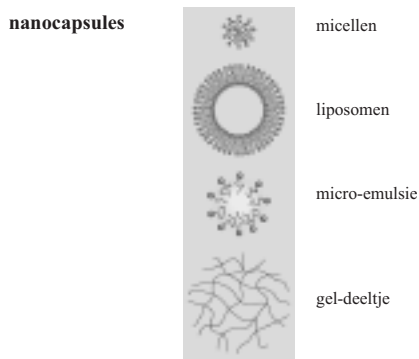 nanocapsules
micellen
liposomen
micro-emulsie
gel-deeltje